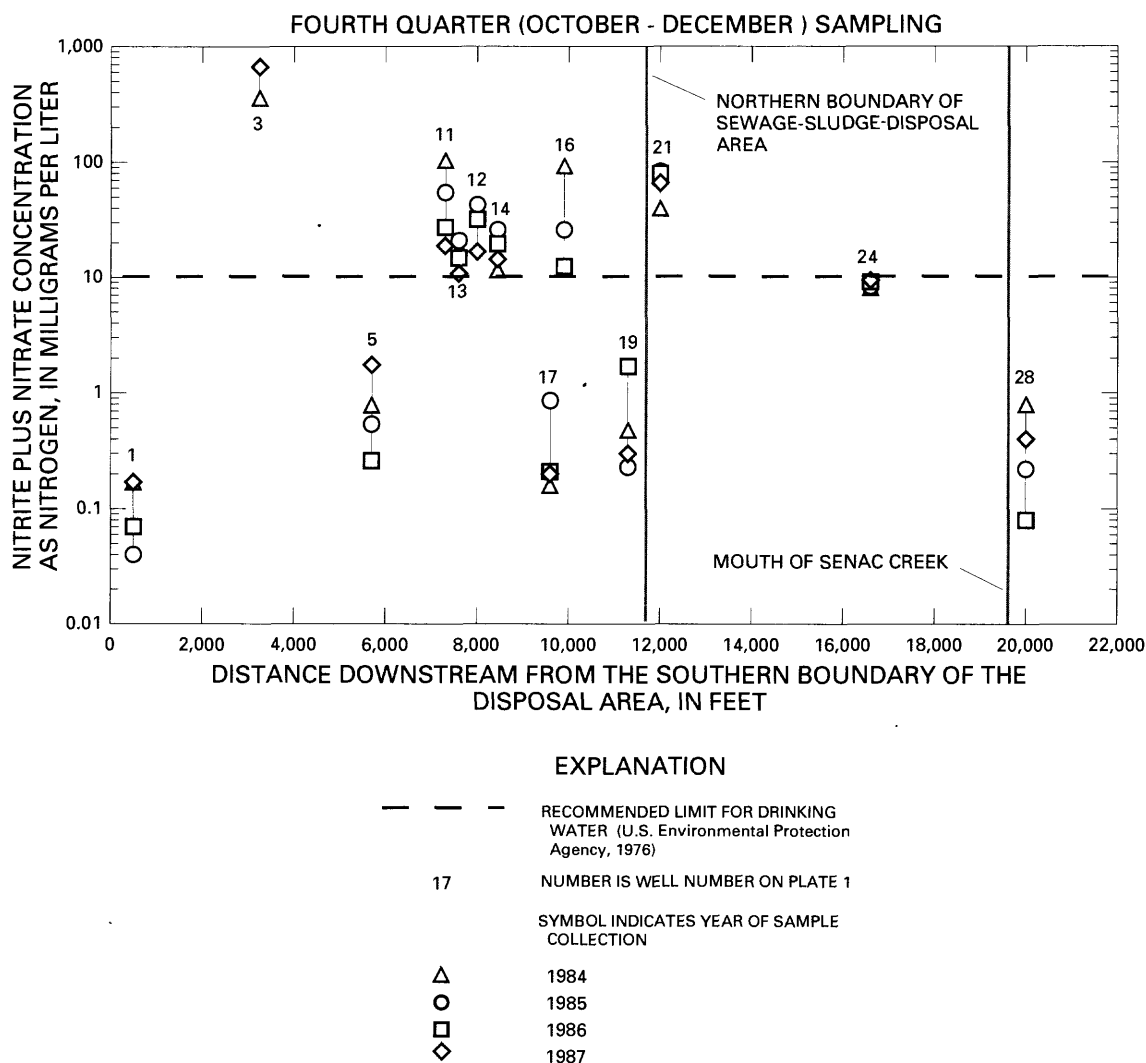 FOURTH QUARTER (OCTOBER - DECEMBER ) SAMPLING
NITRITE PLUS NITRATE CONCENTRATION
AS NITROGEN, IN MILLIGRAMS PER LITER
1,000
100
10
1
0.1
0.01
3
11
12
14
16
13
21
24
5
17
19
1
28
NORTHERN BOUNDARY OF
SEWAGE-SLUDGE-DISPOSAL
AREA
MOUTH OF SENAC CREEK
0
2,000
4,000
6,000
8,000
10,000
12,000
14,000
16,000
18,000
20,000
22,000
DISTANCE DOWNSTREAM FROM THE SOUTHERN BOUNDARY OF THE
DISPOSAL AREA, IN FEET
EXPLANATION
RECOMMENDED LIMIT FOR DRINKING
WATER (U.S. Environmental Protection
Agency, 1976)
17
NUMBER IS WELL NUMBER ON PLATE 1
SYMBOL INDICATES YEAR OF SAMPLE
COLLECTION
1984
1985
1986
1987